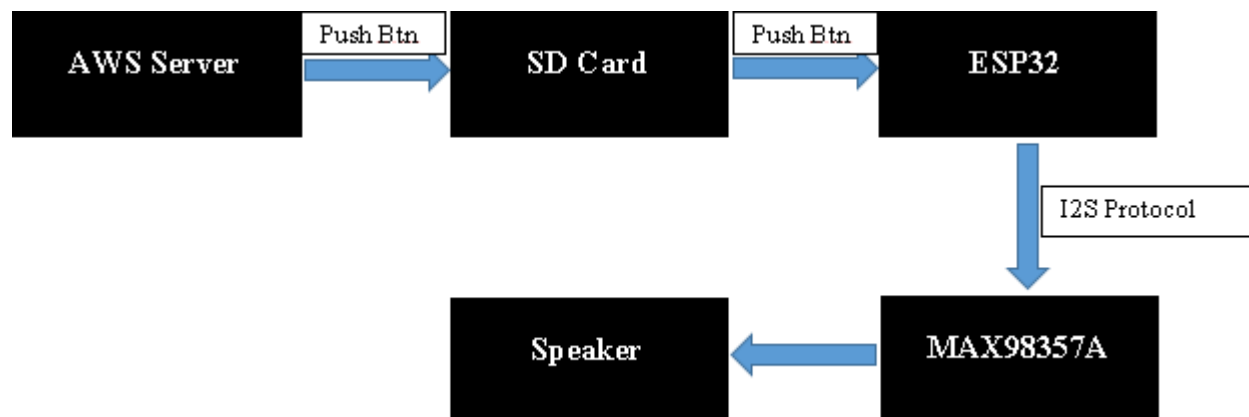 Push Btn
Push Btn
AWS Server
SD Card
ESP32
I2S Protocol
Speaker
MAX98357A